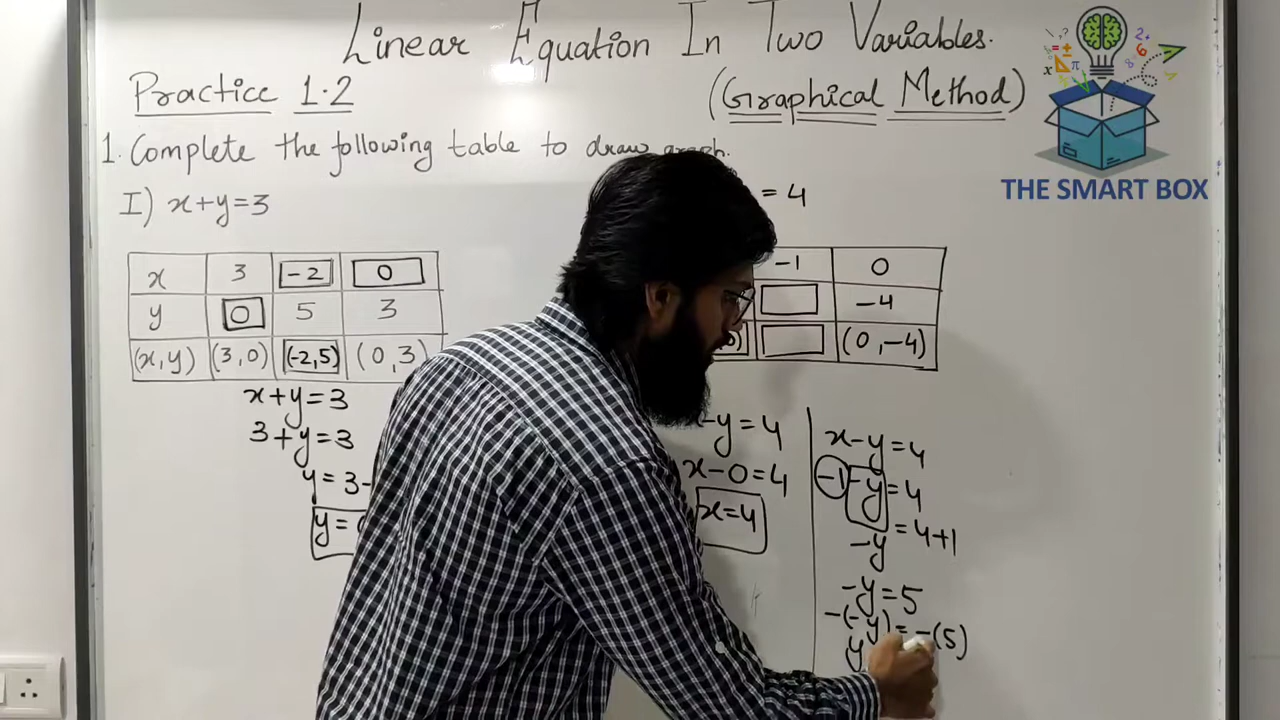 Linear Equation In Two Variables.
Practice 1.2
(Graphical Method)
1. Complete the following table to draw graph.
I) x+y=3
= 4
x 3 -2 0
y 0 5 3
(x,y) (3,0) (-2,5) (0,3)
-1 0
-4
(0,-4)
x+y=3
3+y=3
y=3-
y=
x-y=4
x-0=4
x=4
x-y=4
-1-y=4
-y=4+1
-y=5
-(-y)=-(5)
y
THE SMART BOX